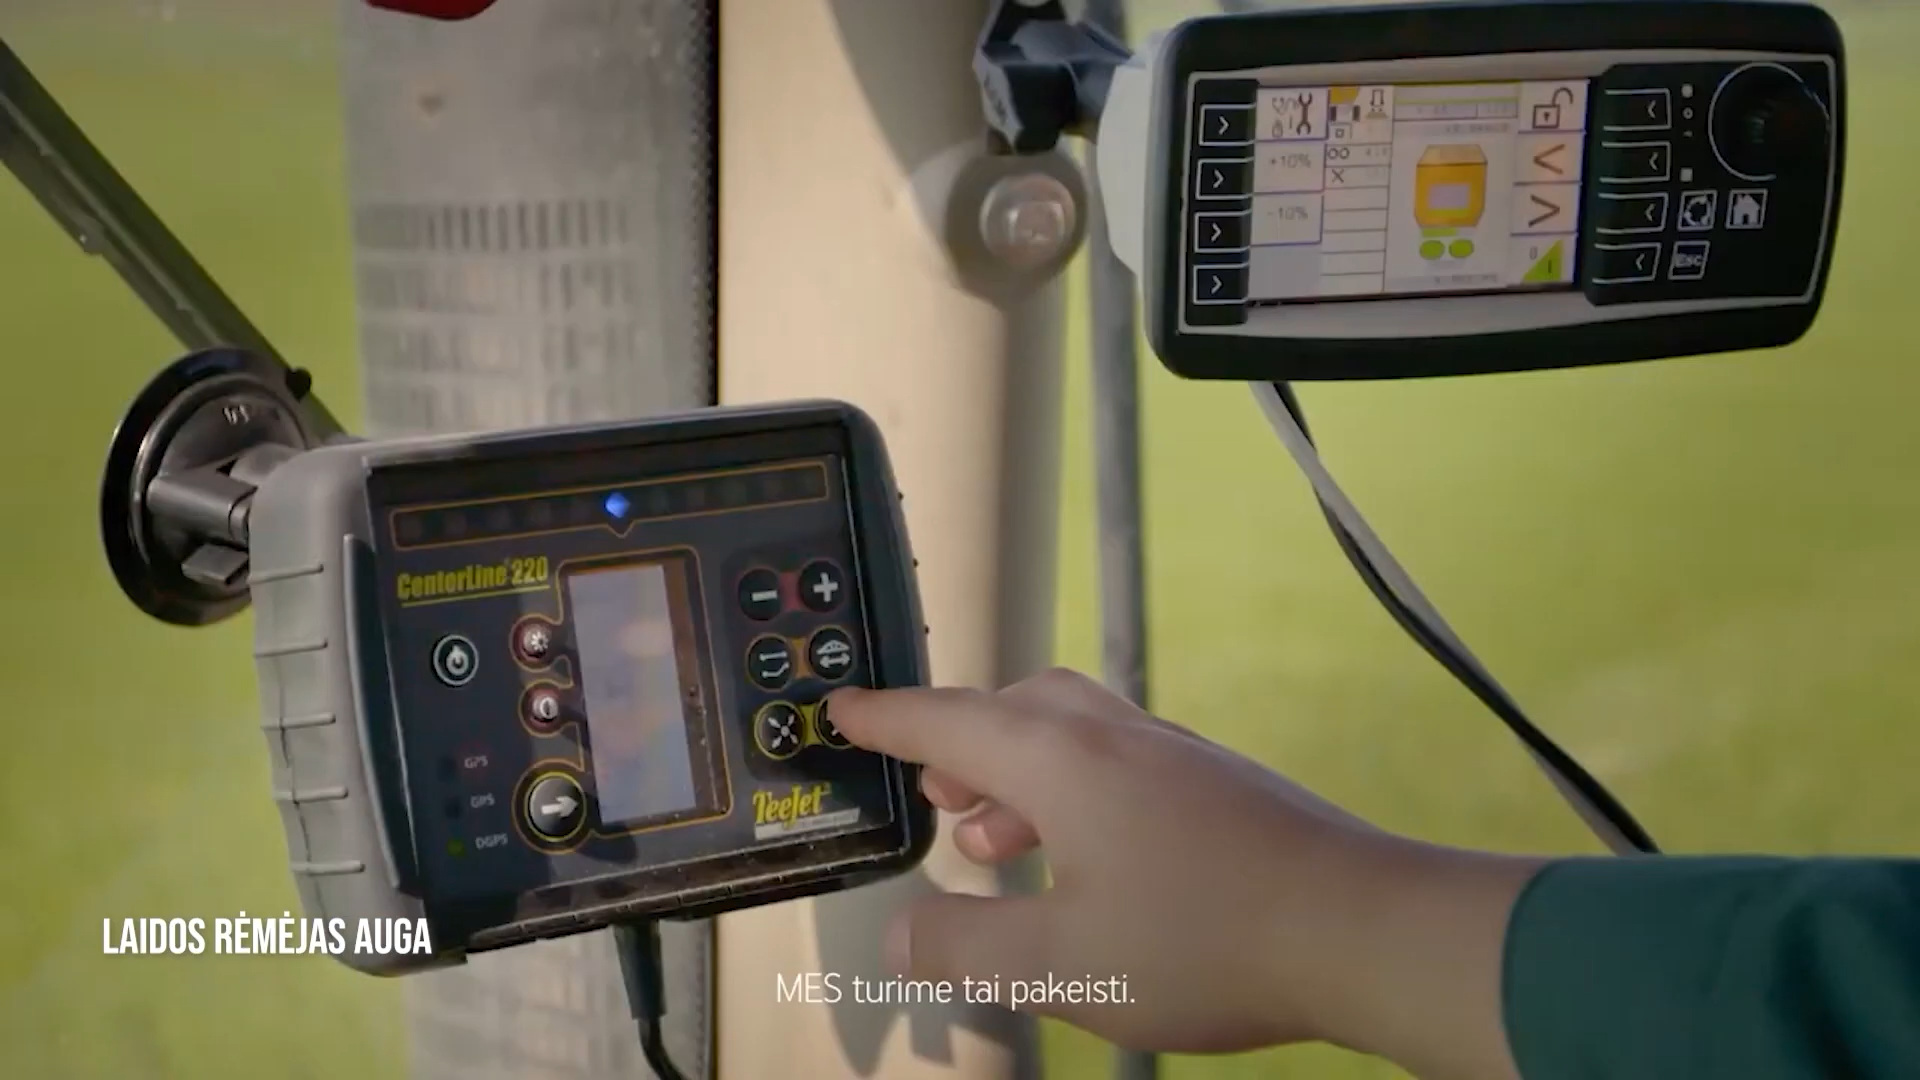 +10%
-10%
Esc
CenterLine 220
GPS
GPS
DGPS
TeeJet
LAIDOS RĖMĖJAS AUGA
MES turime tai pakeisti.